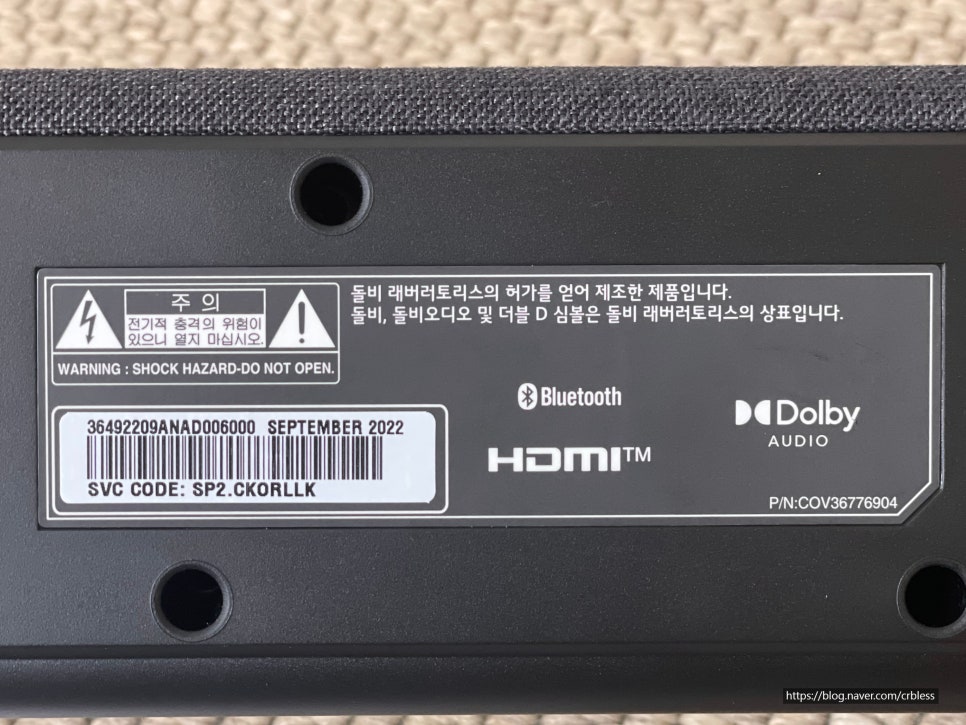 주 의
전기적 충격의 위험이
있으니 열지 마십시오.
WARNING : SHOCK HAZARD-DO NOT OPEN.
돌비 래버러토리스의 허가를 얻어 제조한 제품입니다.
돌비, 돌비오디오 및 더블 D 심볼은 돌비 래버러토리스의 상표입니다.
36492209ANAD006000 SEPTEMBER 2022
SVC CODE: SP2.CKORLLK
Bluetooth
HDMI™
Dolby
AUDIO
P/N:COV36776904
https://blog.naver.com/crbless